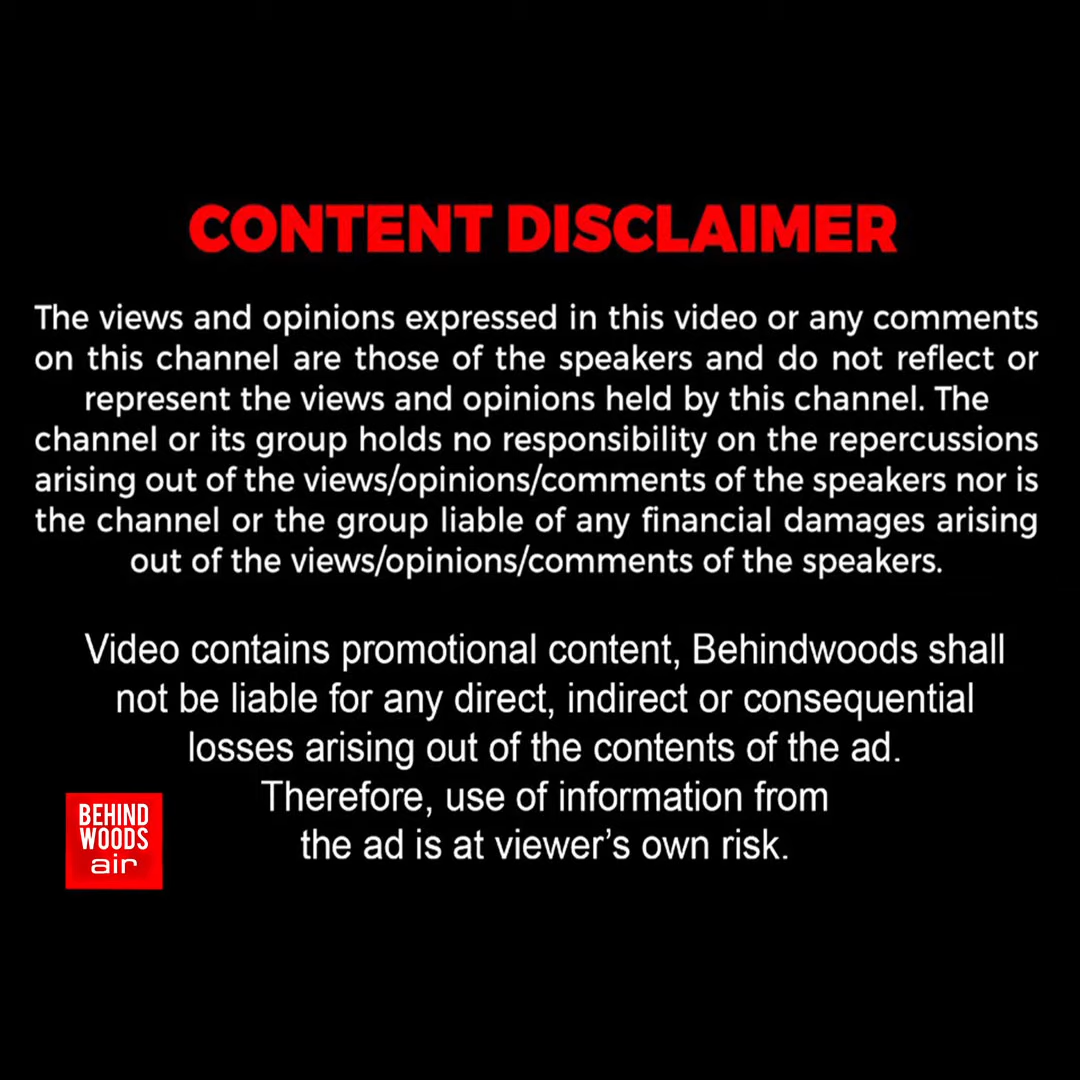 CONTENT DISCLAIMER
The views and opinions expressed in this video or any comments
on this channel are those of the speakers and do not reflect or
represent the views and opinions held by this channel. The
channel or its group holds no responsibility on the repercussions
arising out of the views/opinions/comments of the speakers nor is
the channel or the group liable of any financial damages arising
out of the views/opinions/comments of the speakers.
Video contains promotional content, Behindwoods shall
not be liable for any direct, indirect or consequential
losses arising out of the contents of the ad.
Therefore, use of information from
the ad is at viewer’s own risk.
BEHIND
WOODS
air